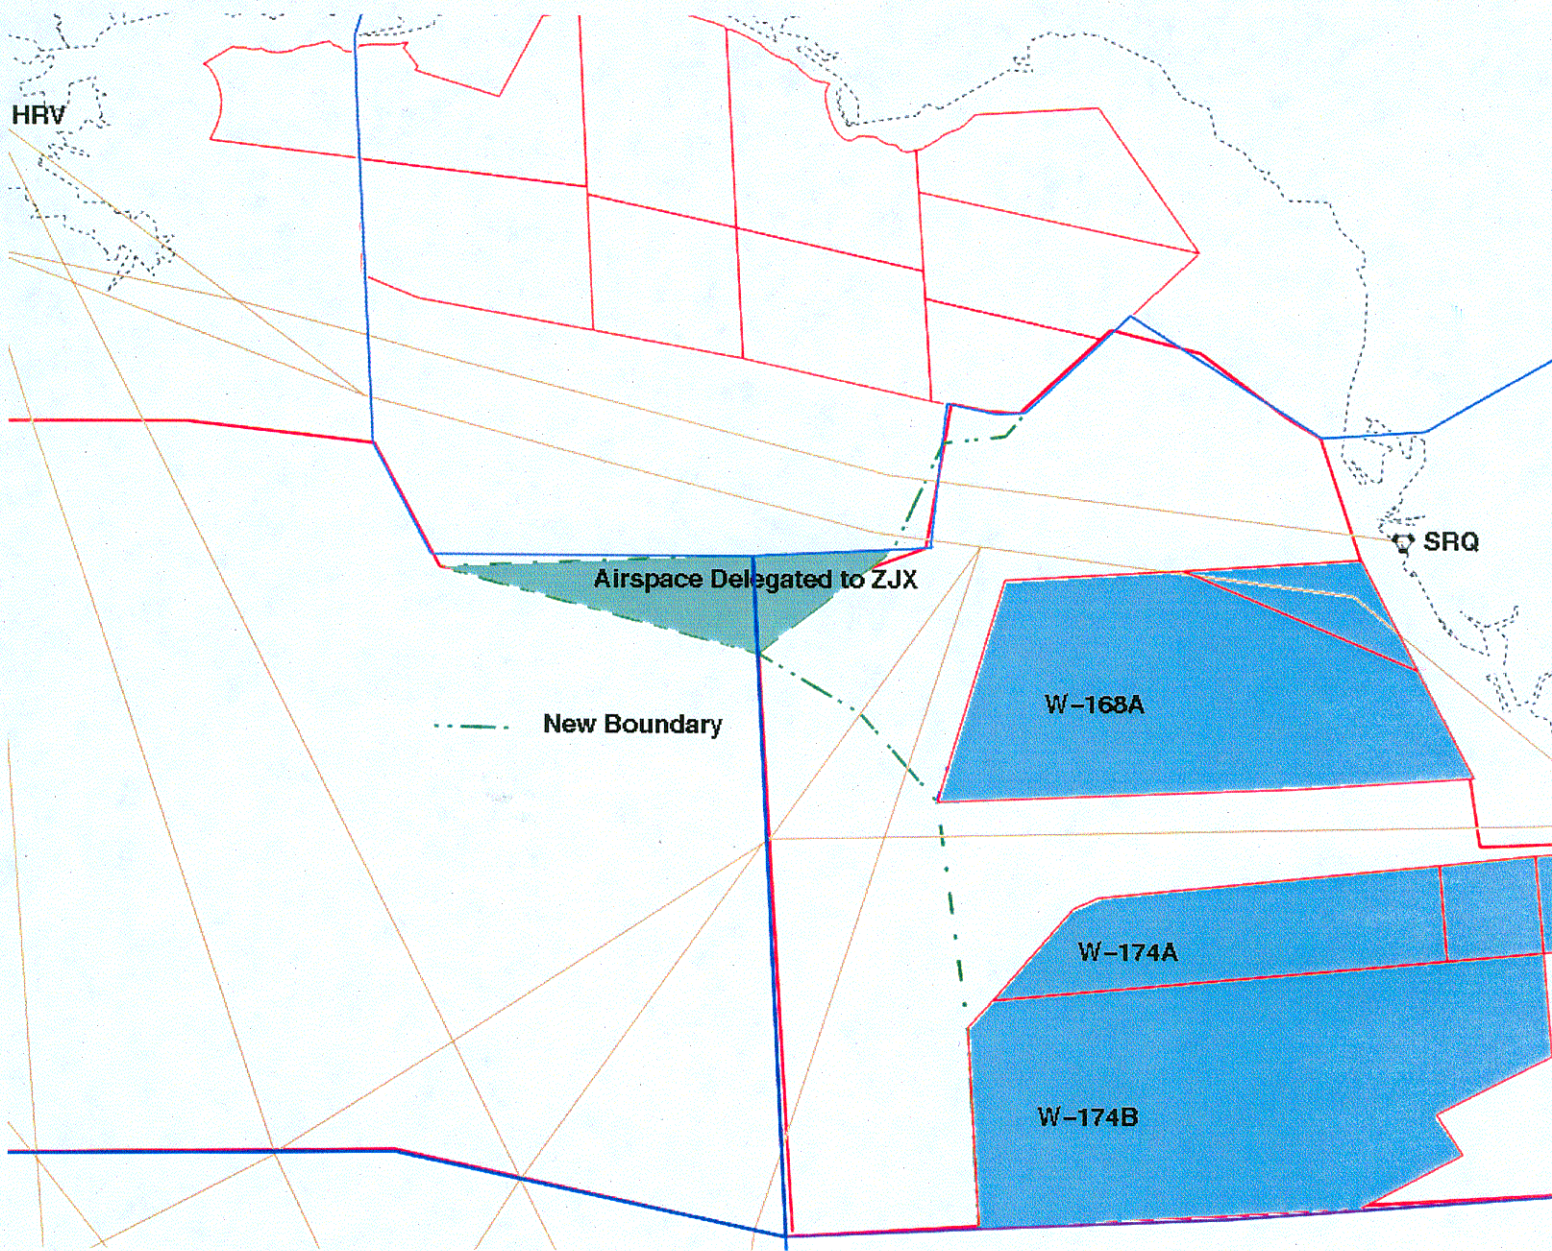 HRV
SRQ
Airspace Delegated to ZJX
W-168A
New Boundary
W-174A
W-174B